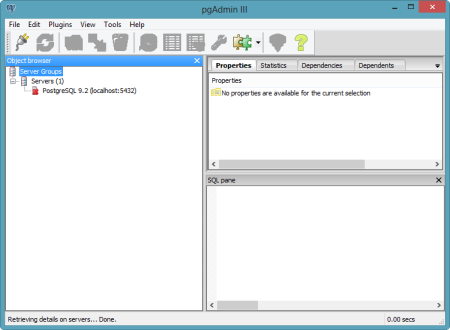 pgAdmin III
File Edit Plugins View Tools Help
Object browser
Server Groups
Servers (1)
PostgreSQL 9.2 (localhost:5432)
Properties Statistics Dependencies Dependents
Properties
No properties are available for the current selection
SQL pane
Retrieving details on servers... Done.
0.00 secs